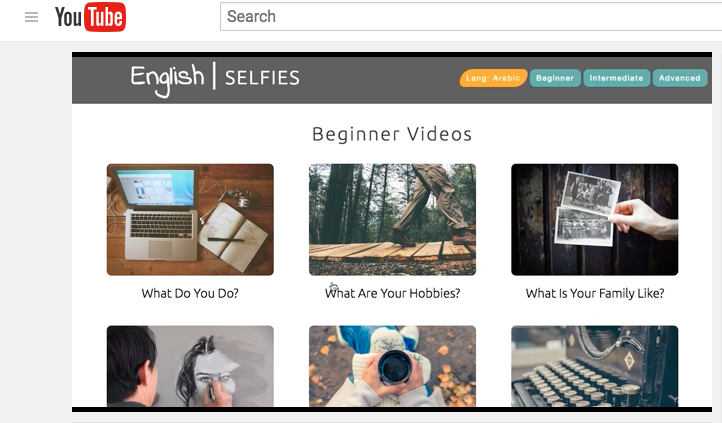 YouTube
Search
English | SELFIES
Lang: Arabic
Beginner
Intermediate
Advanced
Beginner Videos
What Do You Do?
What Are Your Hobbies?
What Is Your Family Like?